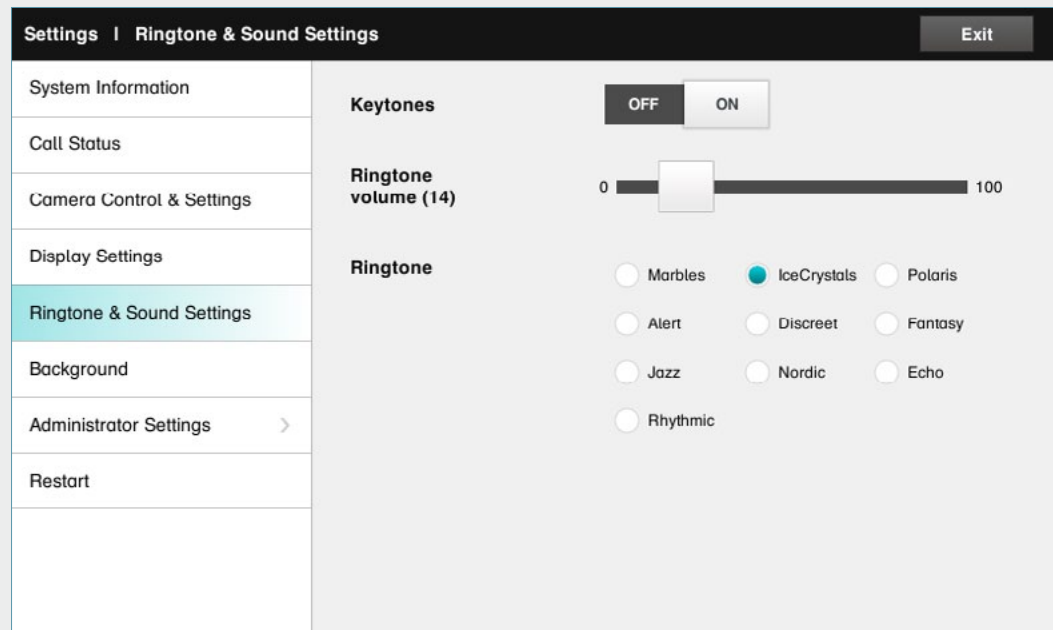 Settings | Ringtone & Sound Settings
Exit
System Information
Call Status
Camera Control & Settings
Display Settings
Ringtone & Sound Settings
Background
Administrator Settings
Restart
Keytones
OFF ON
Ringtone
volume (14)
0 100
Ringtone
Marbles IceCrystals Polaris
Alert Discreet Fantasy
Jazz Nordic Echo
Rhythmic